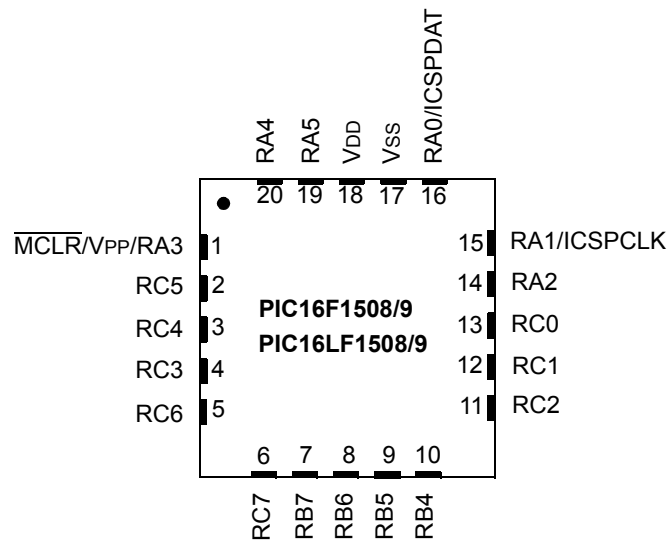 RA4
RA5
VDD
VSS
RA0/ICSPDAT
20
19
18
17
16
MCLR/VPP/RA3
1
15
RA1/ICSPCLK
RC5
2
14
RA2
PIC16F1508/9
RC4
3
13
RC0
PIC16LF1508/9
RC3
4
12
RC1
RC6
5
11
RC2
6
7
8
9
10
RC7
RB7
RB6
RB5
RB4